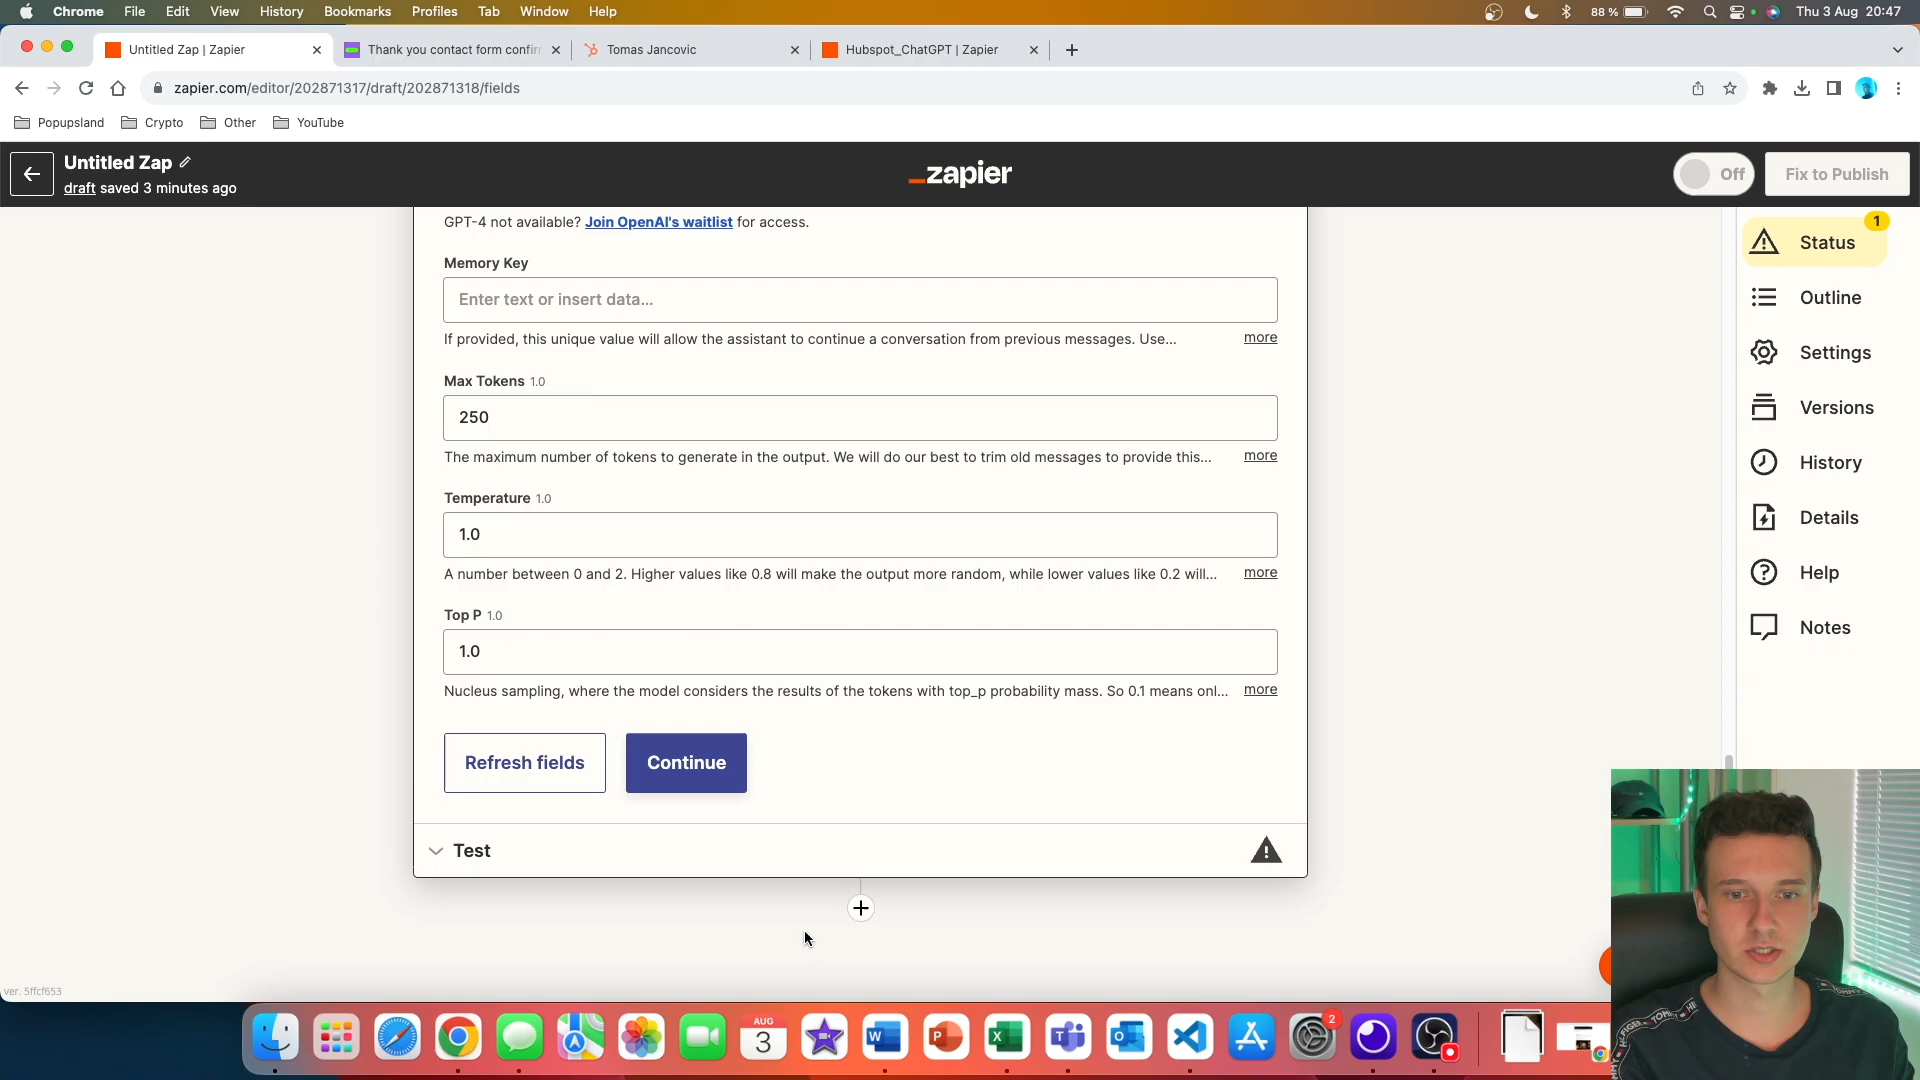 Chrome File Edit View History Bookmarks Profiles Tab Window Help 88 % Thu 3 Aug 20:47
Untitled Zap | Zapier Thank you contact form confir Tomas Jancovic Hubspot_ChatGPT | Zapier
zapier.com/editor/202871317/draft/202871318/fields
Popupsland Crypto Other YouTube
Untitled Zap
draft saved 3 minutes ago
_zapier
Off
Fix to Publish
GPT-4 not available? Join OpenAI's waitlist for access.
Memory Key
Enter text or insert data...
If provided, this unique value will allow the assistant to continue a conversation from previous messages. Use... more
Max Tokens 1.0
250
The maximum number of tokens to generate in the output. We will do our best to trim old messages to provide this... more
Temperature 1.0
1.0
A number between 0 and 2. Higher values like 0.8 will make the output more random, while lower values like 0.2 will... more
Top P 1.0
1.0
Nucleus sampling, where the model considers the results of the tokens with top_p probability mass. So 0.1 means onl... more
Refresh fields Continue
Test
1
Status
Outline
Settings
Versions
History
Details
Help
Notes
ver. 5ffcf653
AUG
3
2